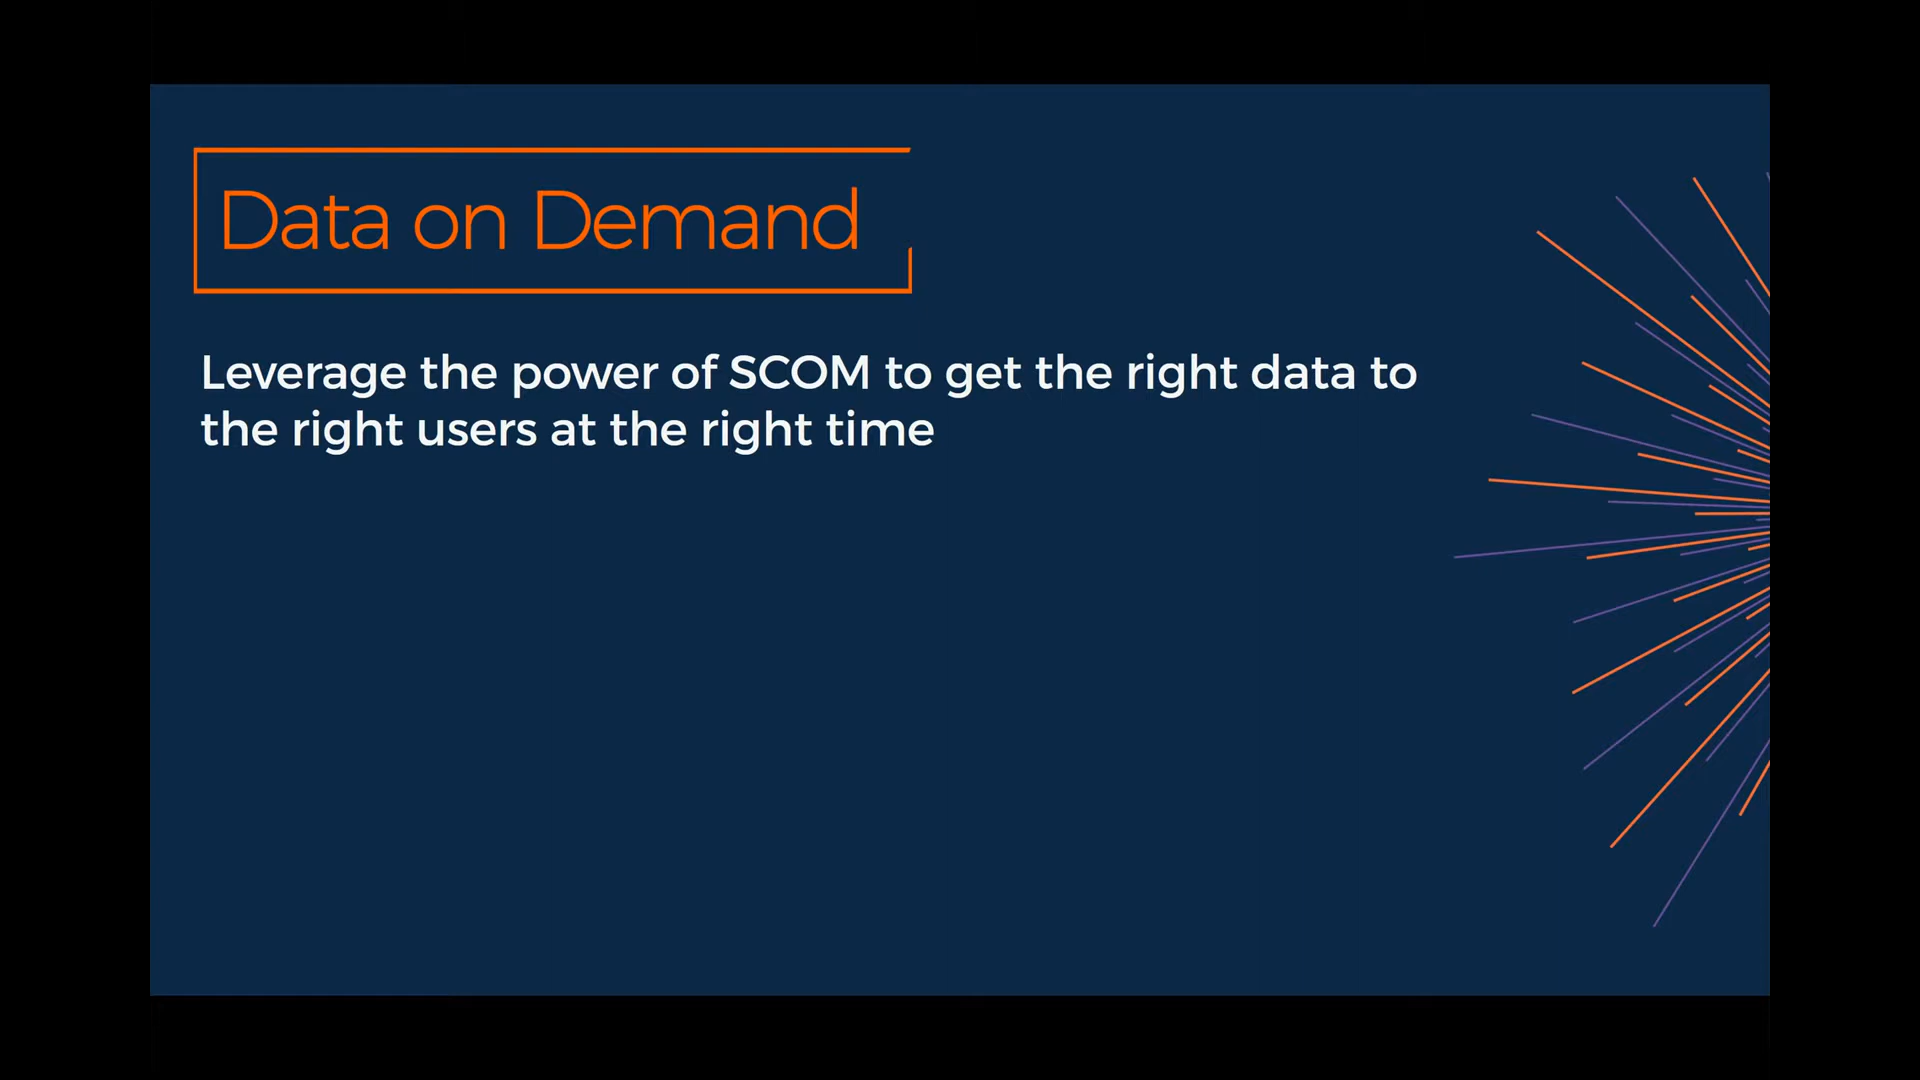 Data on Demand
Leverage the power of SCOM to get the right data to
the right users at the right time